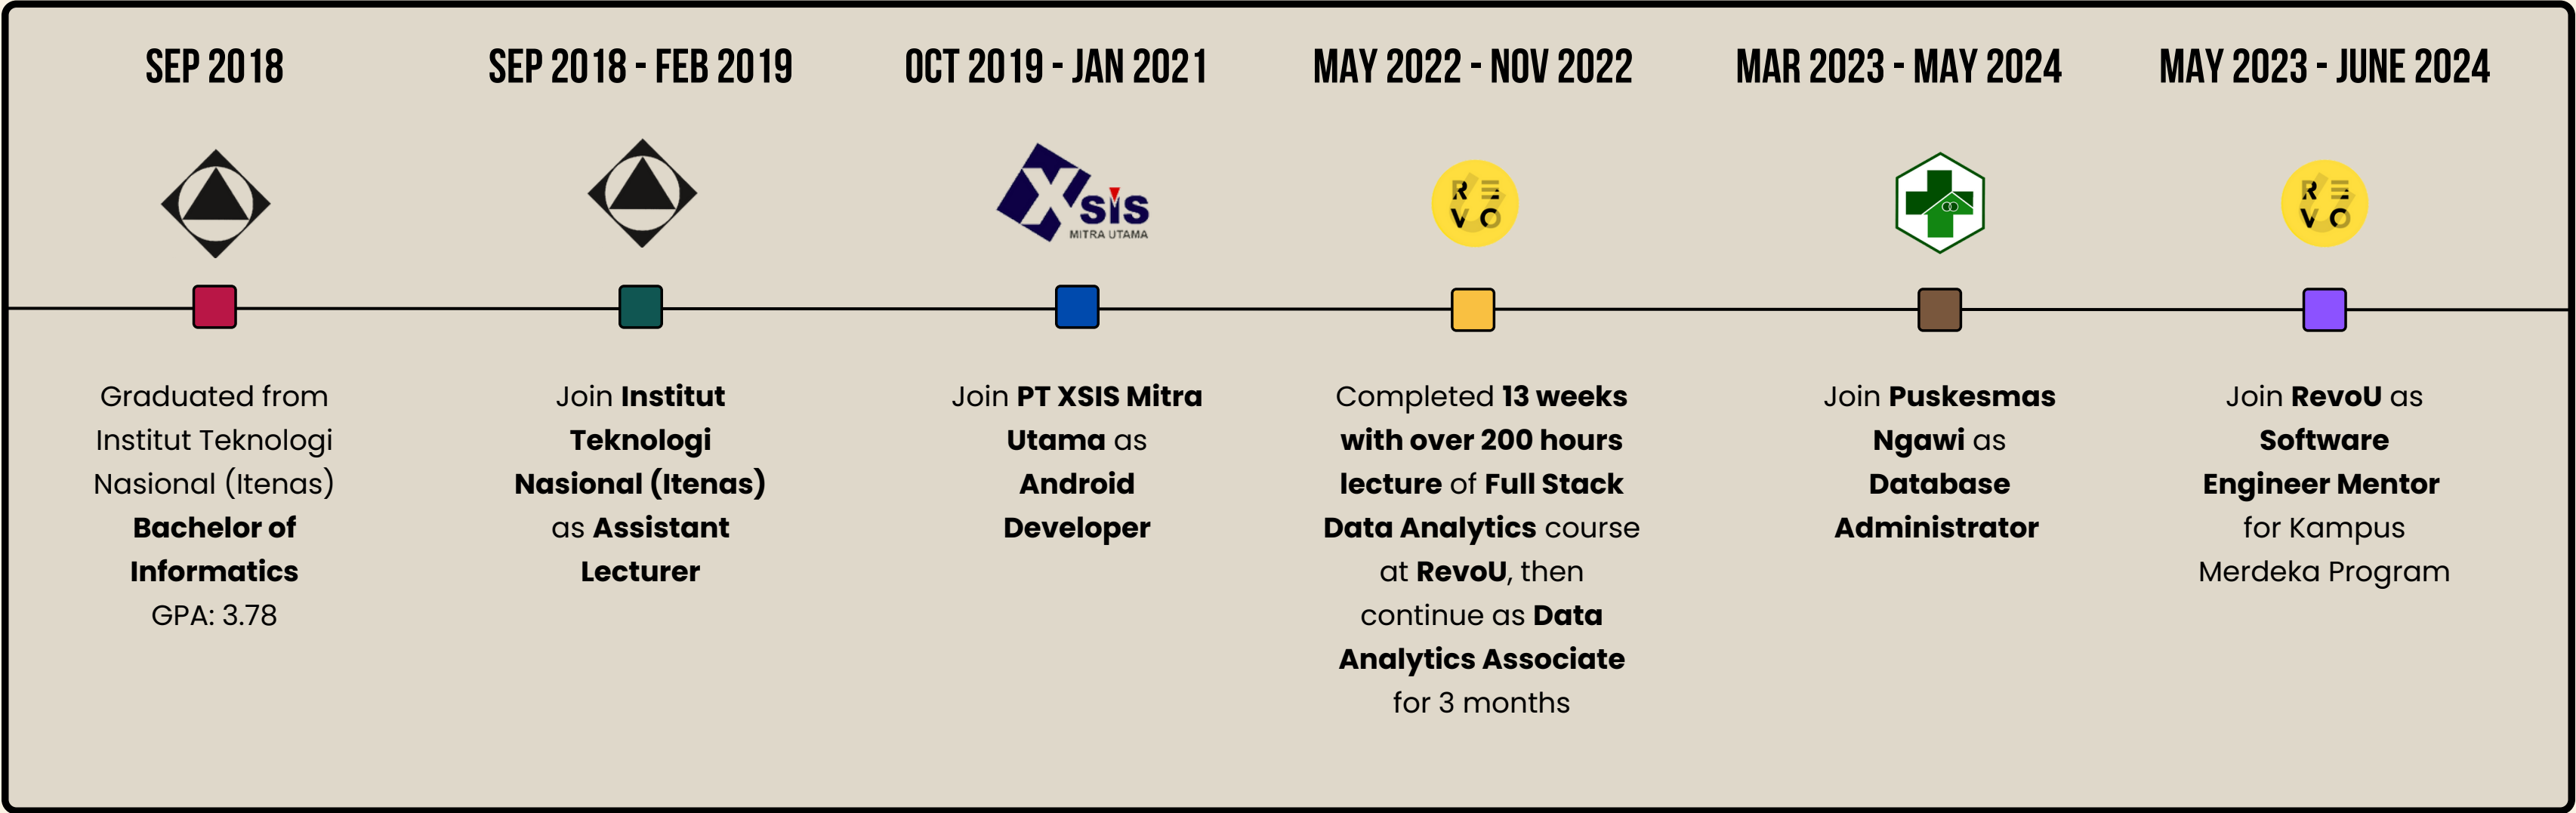 SEP 2018
Graduated from
Institut Teknologi
Nasional (Itenas)
Bachelor of
Informatics
GPA: 3.78
SEP 2018 - FEB 2019
Join Institut
Teknologi
Nasional (Itenas)
as Assistant
Lecturer
OCT 2019 - JAN 2021
Xsis
MITRA UTAMA
Join PT XSIS Mitra
Utama as
Android
Developer
MAY 2022 - NOV 2022
RE
VO
Completed 13 weeks
with over 200 hours
lecture of Full Stack
Data Analytics course
at RevoU, then
continue as Data
Analytics Associate
for 3 months
MAR 2023 - MAY 2024
Join Puskesmas
Ngawi as
Database
Administrator
MAY 2023 - JUNE 2024
RE
VO
Join RevoU as
Software
Engineer Mentor
for Kampus
Merdeka Program